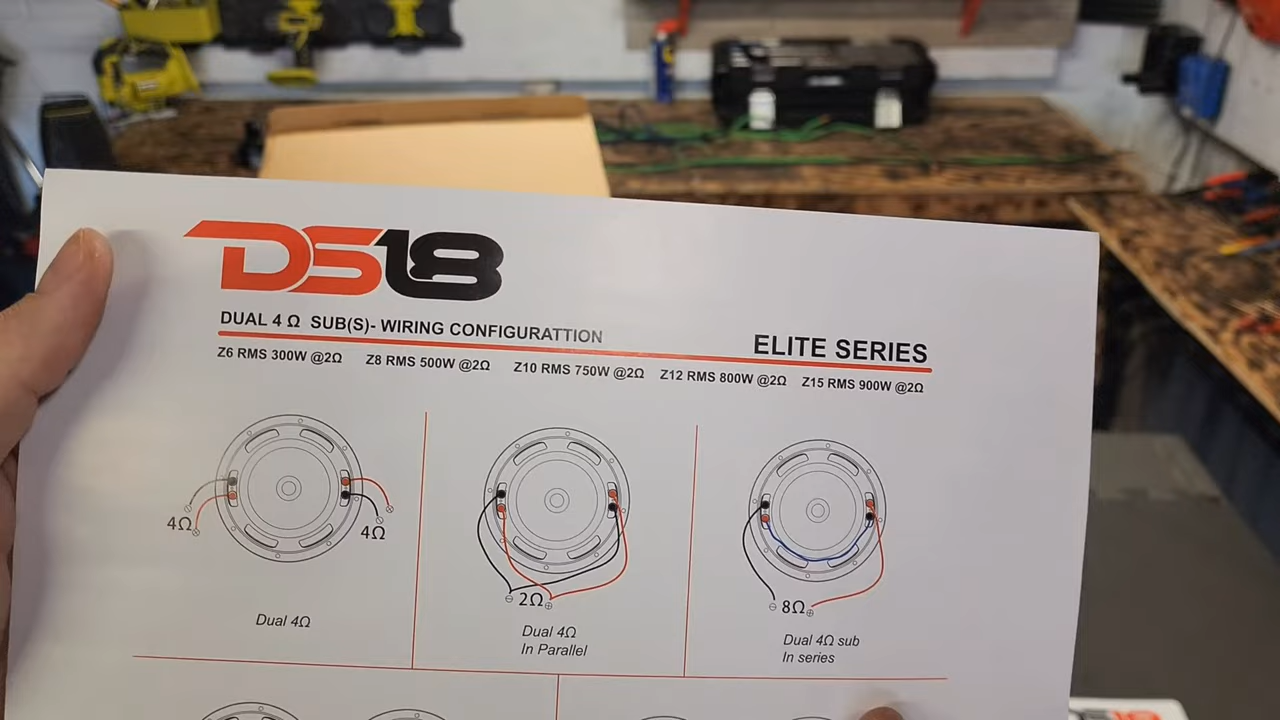 DS18
DUAL 4 Ω SUB(S)- WIRING CONFIGURATTION
ELITE SERIES
Z6 RMS 300W @2Ω Z8 RMS 500W @2Ω Z10 RMS 750W @2Ω Z12 RMS 800W @2Ω Z15 RMS 900W @2Ω
4Ω
4Ω
Dual 4Ω
⊖ 2Ω ⊕
Dual 4Ω
In Parallel
⊖ 8Ω ⊕
Dual 4Ω sub
In series
DS18